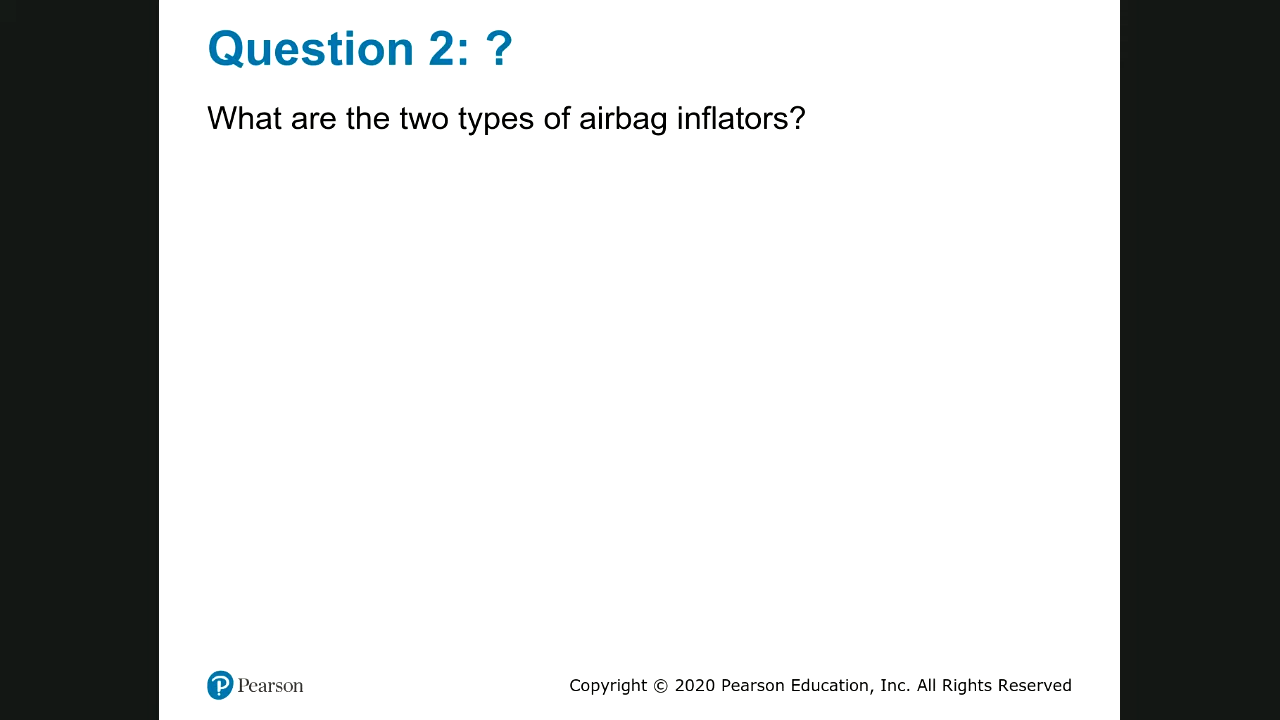 Question 2: ?
What are the two types of airbag inflators?
Pearson
Copyright © 2020 Pearson Education, Inc. All Rights Reserved